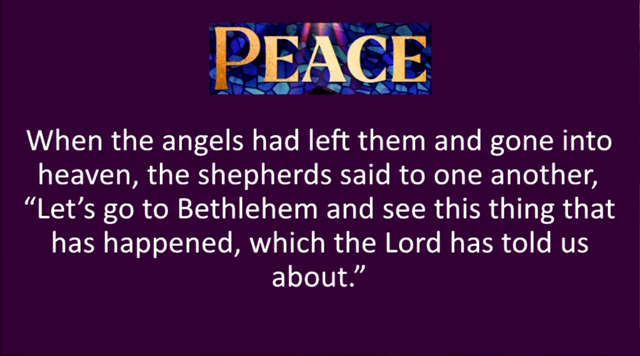 PEACE
When the angels had left them and gone into
heaven, the shepherds said to one another,
“Let’s go to Bethlehem and see this thing that
has happened, which the Lord has told us
about.”